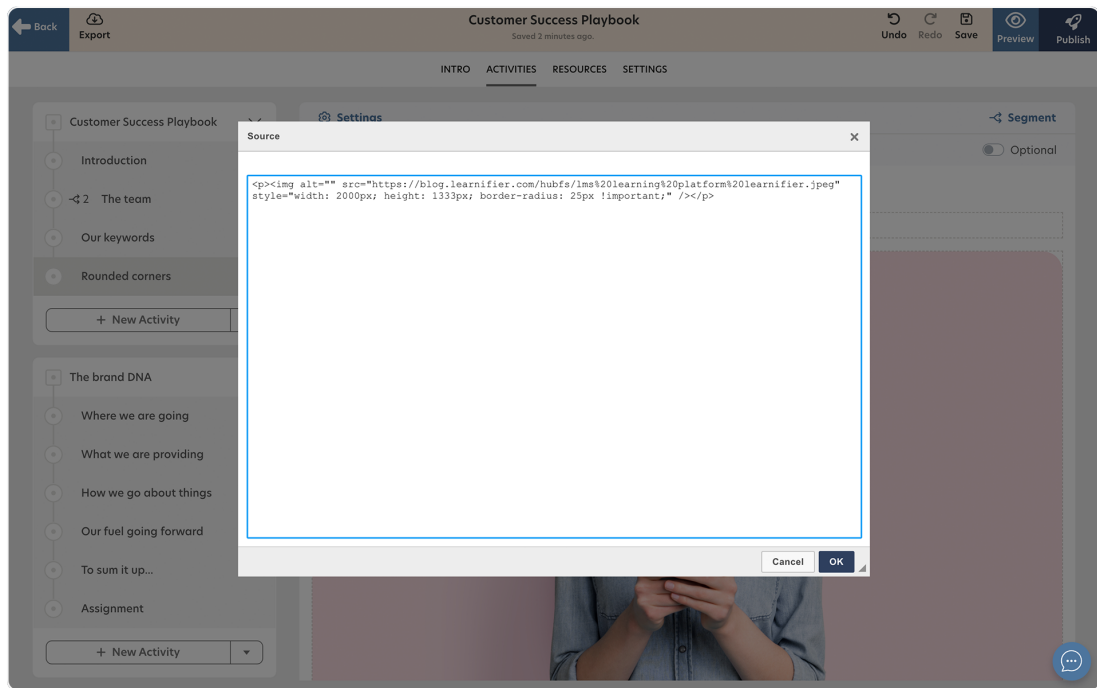 Back
Export
Customer Success Playbook
Saved 2 minutes ago.
Undo
Redo
Save
Preview
Publish
INTRO
ACTIVITIES
RESOURCES
SETTINGS
Customer Success Playbook
Introduction
2 The team
Our keywords
Rounded corners
+ New Activity
The brand DNA
Where we are going
What we are providing
How we go about things
Our fuel going forward
To sum it up...
Assignment
+ New Activity
Settings
Segment
Optional
Source
<p><img alt="" src="https://blog.learnifier.com/hubfs/lms%20learning%20platform%20learnifier.jpeg"
style="width: 2000px; height: 1333px; border-radius: 25px !important;" /></p>
Cancel
OK